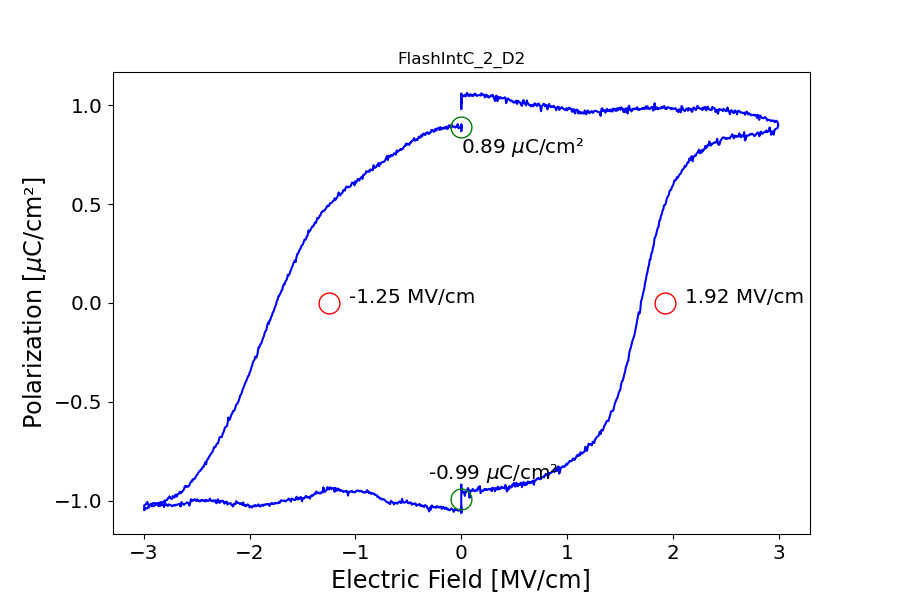 FlashIntC_2_D2
Polarization [μC/cm²]
1.0
0.5
0.0
−0.5
−1.0
0.89 μC/cm²
-1.25 MV/cm
1.92 MV/cm
-0.99 μC/cm²
−3
−2
−1
0
1
2
3
Electric Field [MV/cm]